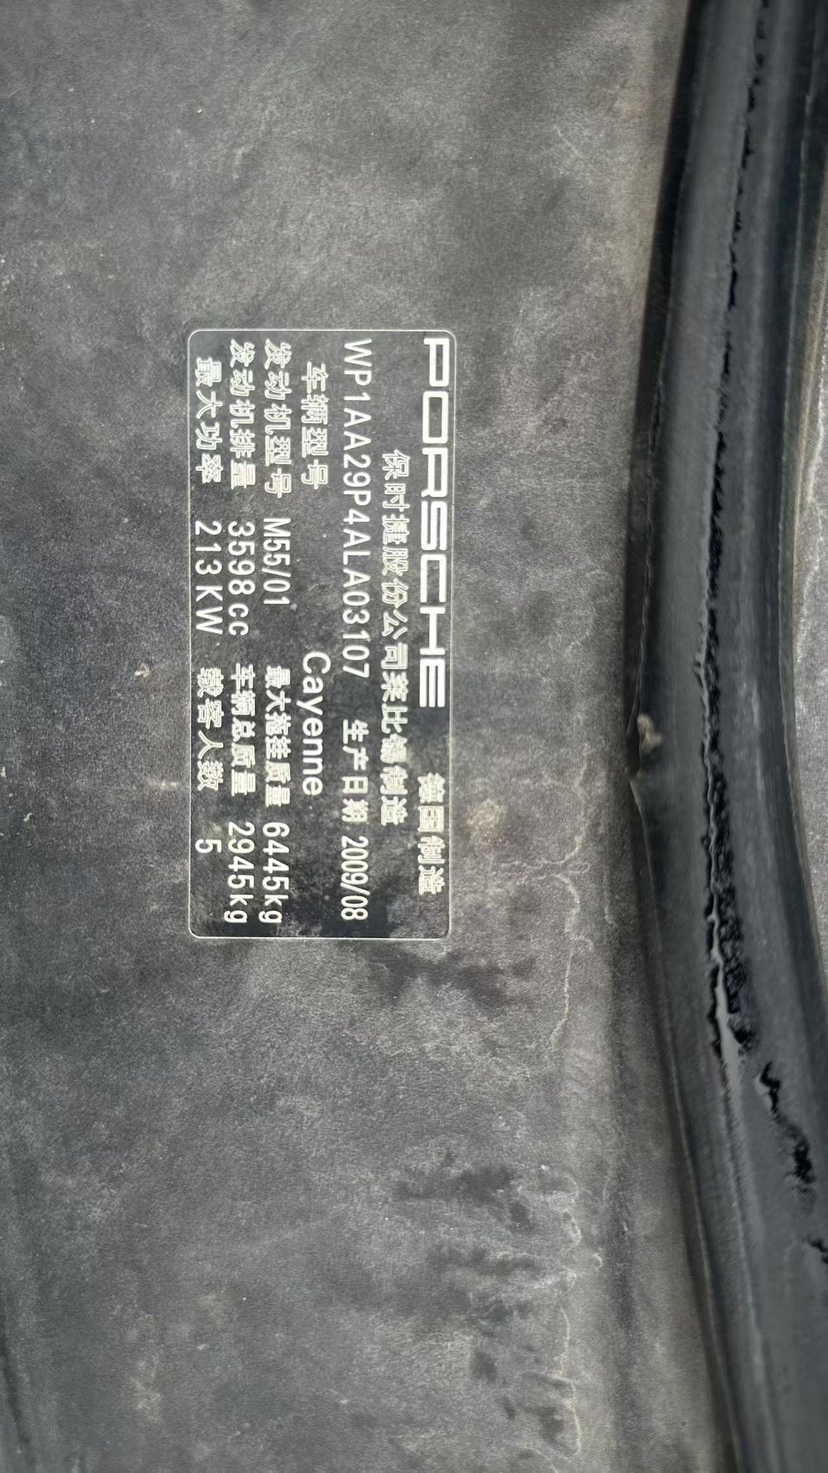 PORSCHE 德国制造
保时捷股份公司莱比锡制造
WP1AA29P4ALA03107 生产日期 2009/08
车辆型号 Cayenne
发动机型号 M55/01 最大拖挂质量 6445kg
发动机排量 3598cc 车辆总质量 2945kg
最大功率 213KW 载客人数 5